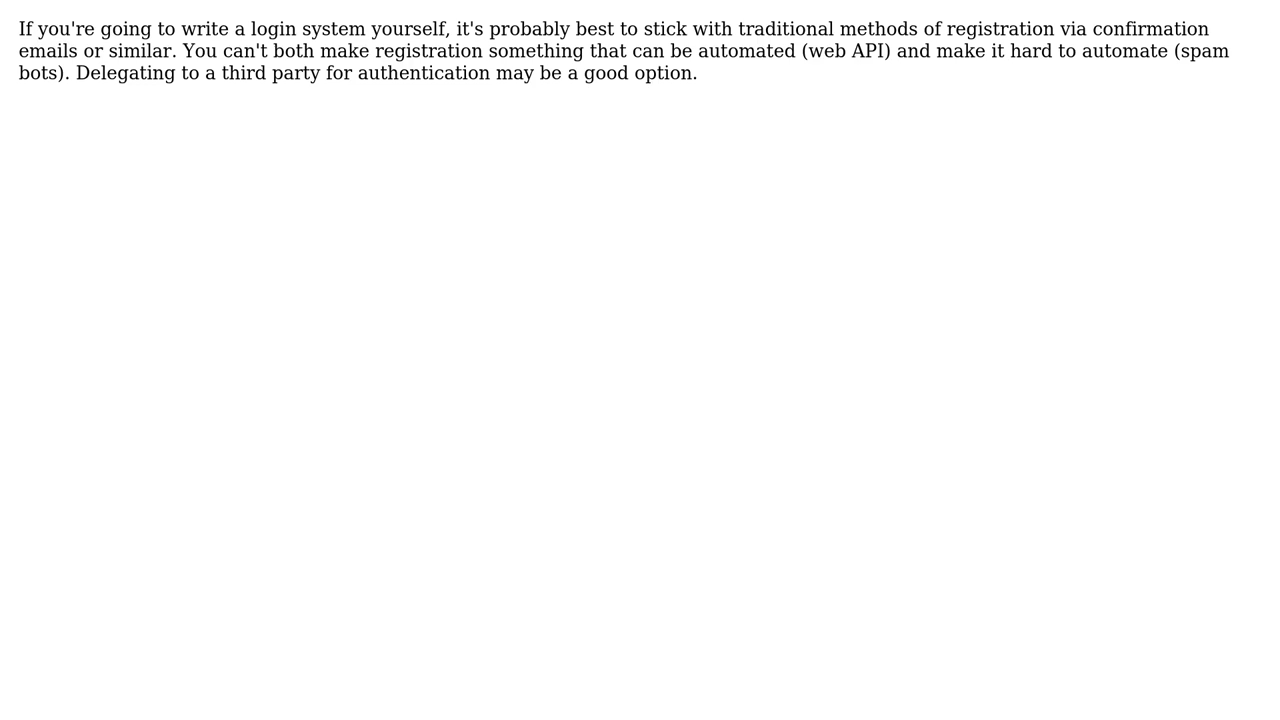 If you're going to write a login system yourself, it's probably best to stick with traditional methods of registration via confirmation
emails or similar. You can't both make registration something that can be automated (web API) and make it hard to automate (spam
bots). Delegating to a third party for authentication may be a good option.